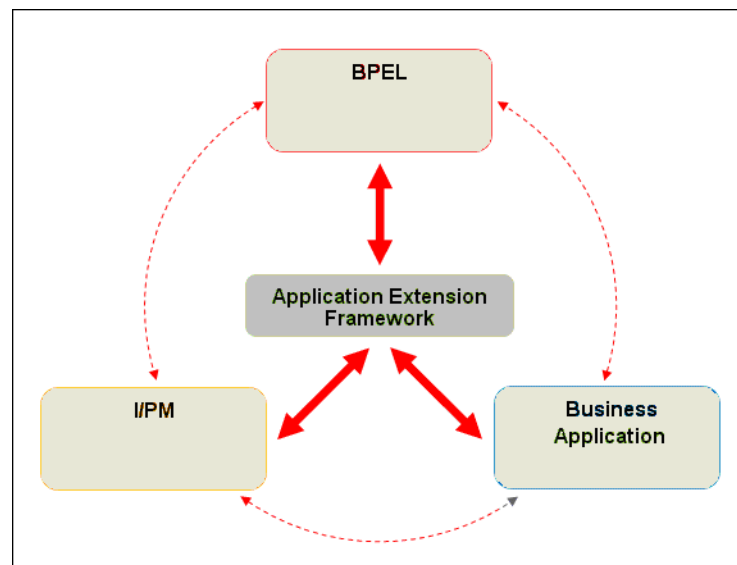 BPEL
Application Extension
Framework
I/PM
Business
Application